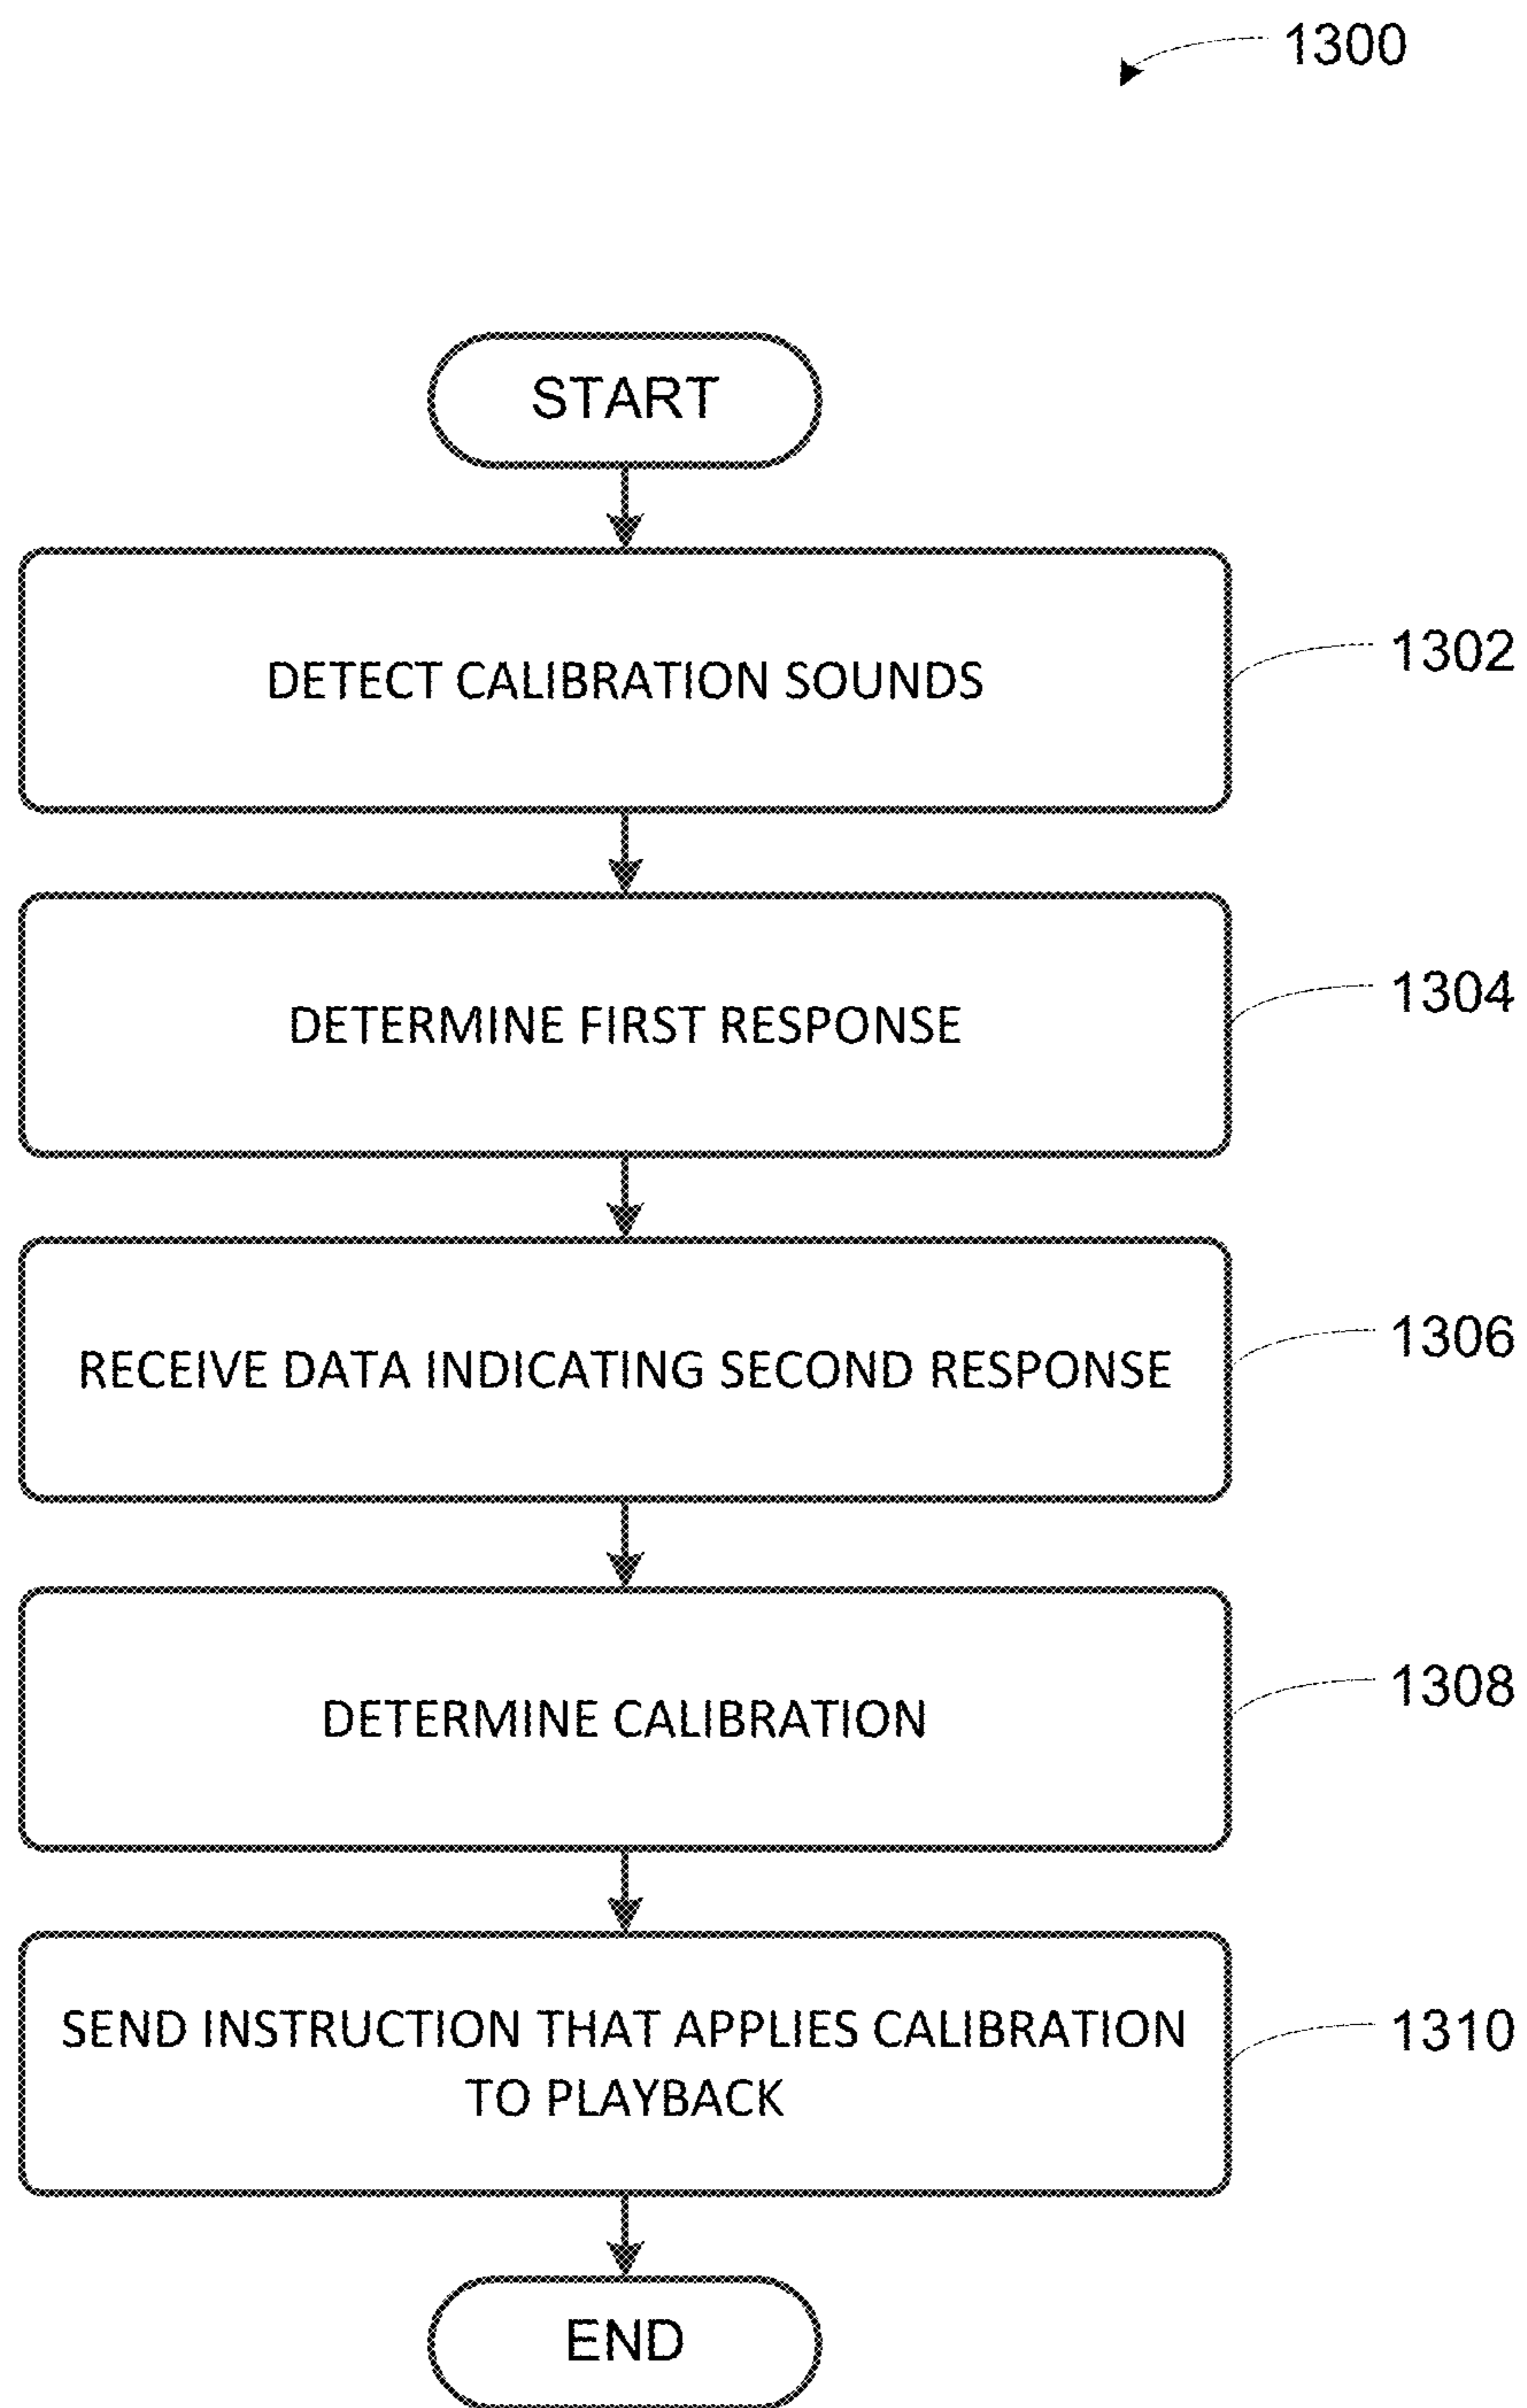 1300
START
DETECT CALIBRATION SOUNDS
1302
DETERMINE FIRST RESPONSE
1304
RECEIVE DATA INDICATING SECOND RESPONSE
1306
DETERMINE CALIBRATION
1308
SEND INSTRUCTION THAT APPLIES CALIBRATION
TO PLAYBACK
1310
END